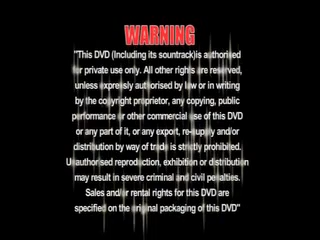 WARNING
"This DVD (Including its sountrack)is authorised
for private use only. All other rights are reserved,
unless expressly authorised by law or in writing
by the copyright proprietor, any copying, public
performance or other commercial use of this DVD
or any part of it, or any export, re-supply and/or
distribution by way of trade is strictly prohibited.
Unauthorised reproduction, exhibition or distribution
may result in severe criminal and civil penalties.
Sales and/or rental rights for this DVD are
specified on the original packaging of this DVD"